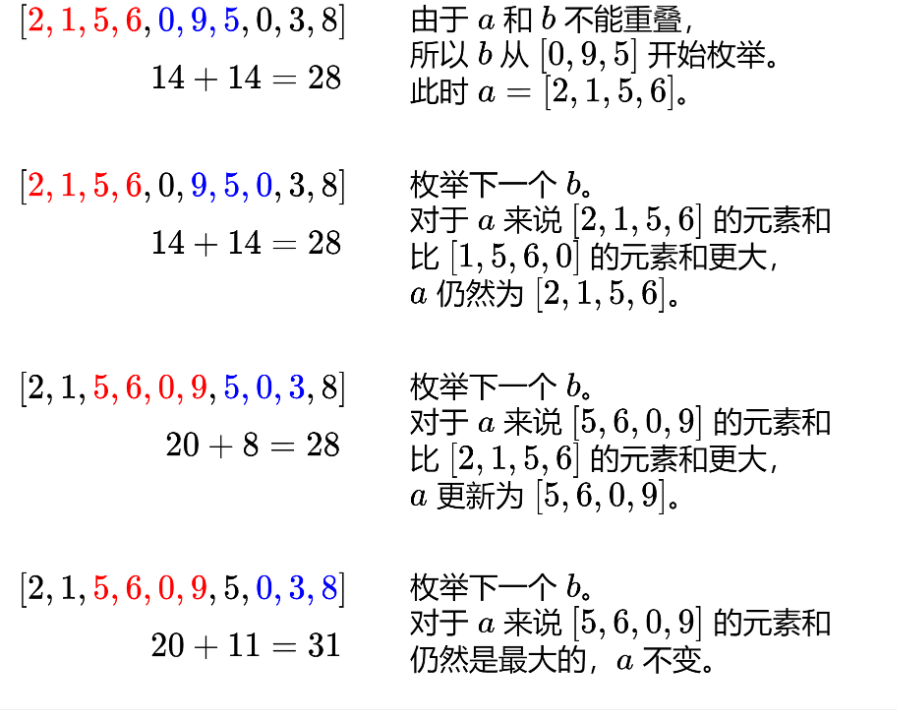 [2, 1, 5, 6, 0, 9, 5, 0, 3, 8]
14 + 14 = 28
由于 a 和 b 不能重叠，
所以 b 从 [0, 9, 5] 开始枚举。
此时 a = [2, 1, 5, 6]。
[2, 1, 5, 6, 0, 9, 5, 0, 3, 8]
14 + 14 = 28
枚举下一个 b。
对于 a 来说 [2, 1, 5, 6] 的元素和
比 [1, 5, 6, 0] 的元素和更大，
a 仍然为 [2, 1, 5, 6]。
[2, 1, 5, 6, 0, 9, 5, 0, 3, 8]
20 + 8 = 28
枚举下一个 b。
对于 a 来说 [5, 6, 0, 9] 的元素和
比 [2, 1, 5, 6] 的元素和更大，
a 更新为 [5, 6, 0, 9]。
[2, 1, 5, 6, 0, 9, 5, 0, 3, 8]
20 + 11 = 31
枚举下一个 b。
对于 a 来说 [5, 6, 0, 9] 的元素和
仍然是最大的，a 不变。